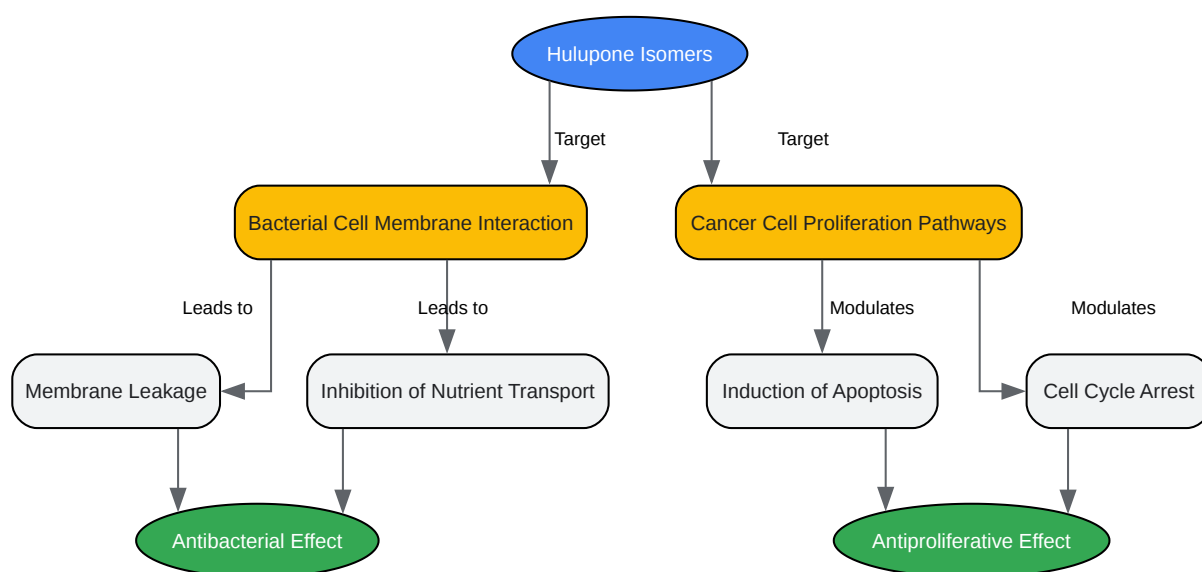 Hulupone Isomers
Target
Target
Bacterial Cell Membrane Interaction
Cancer Cell Proliferation Pathways
Leads to
Leads to
Modulates
Modulates
Membrane Leakage
Inhibition of Nutrient Transport
Induction of Apoptosis
Cell Cycle Arrest
Antibacterial Effect
Antiproliferative Effect